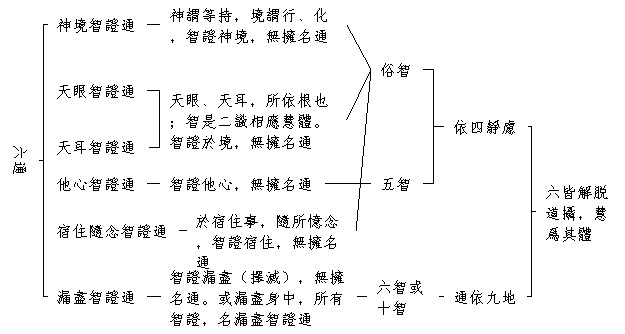 六通
神境智證通
神謂等持，境謂行、化
，智證神境，無擁名通
天眼智證通
天耳智證通
天眼、天耳，所依根也
；智是二識相應慧體。
智證於境，無擁名通
他心智證通
智證他心，無擁名通
宿住隨念智證通
於宿住事，隨所憶念
，智證宿住，無擁名
通
漏盡智證通
智證漏盡（擇滅），無擁
名通。或漏盡身中，所有
智證，名漏盡智證通
俗智
五智
六智或
十智
依四靜慮
通依九地
六皆解脫
道攝，慧
爲其體